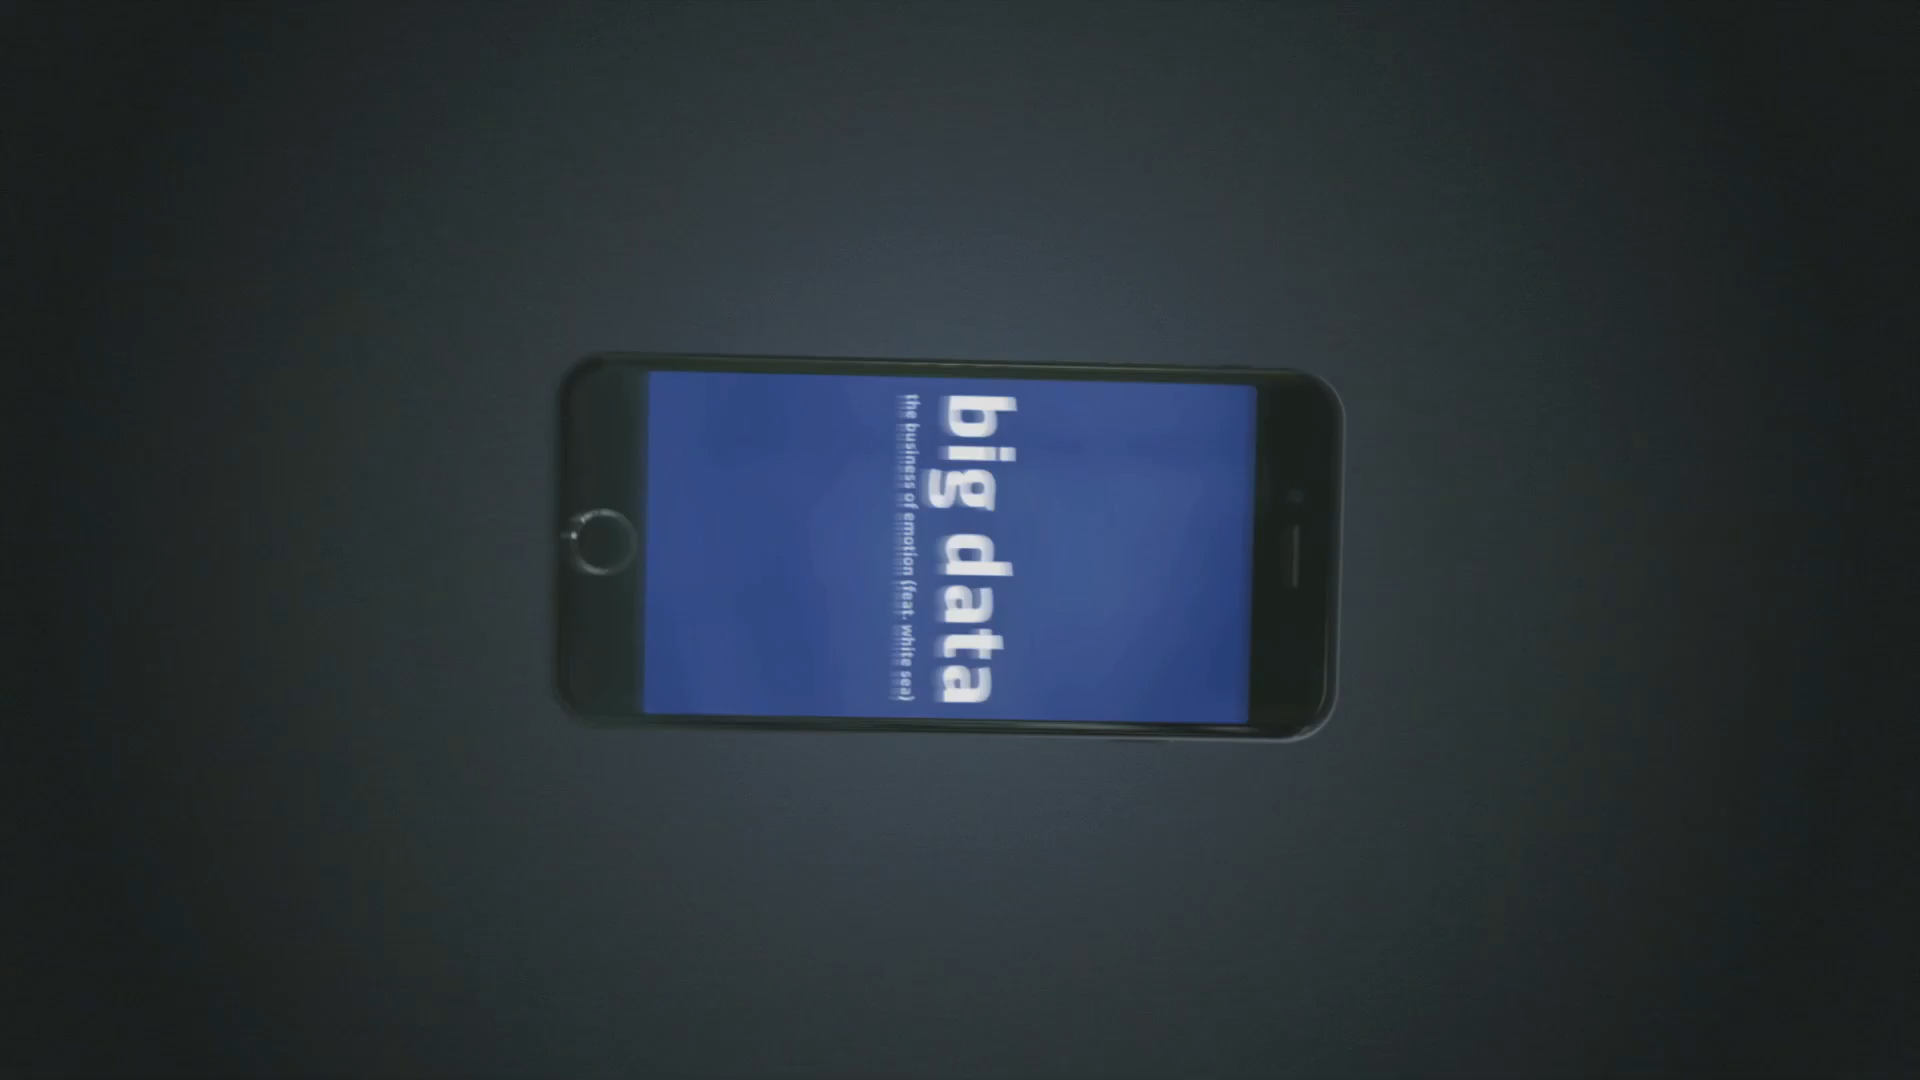 big data
the business of emotion (feat. white sea)